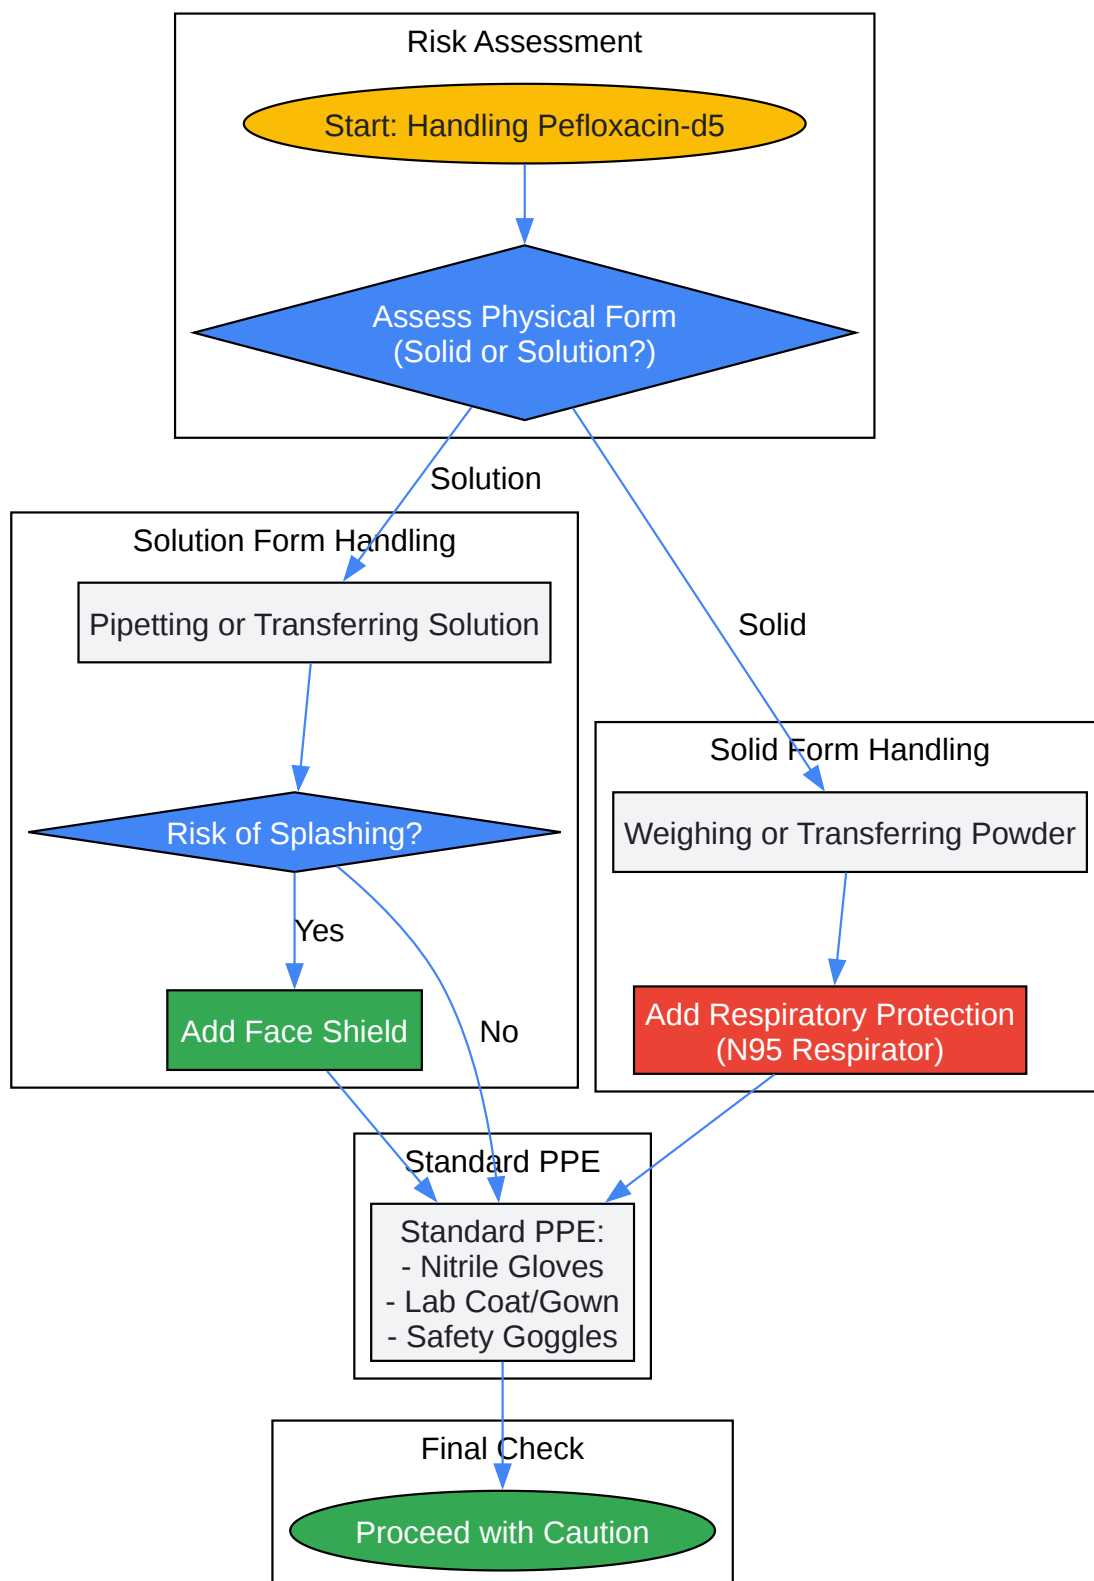 Risk Assessment
Start: Handling Pefloxacin-d5
Assess Physical Form
(Solid or Solution?)
Solution
Solid
Solution Form Handling
Pipetting or Transferring Solution
Risk of Splashing?
Yes
No
Add Face Shield
Solid Form Handling
Weighing or Transferring Powder
Add Respiratory Protection
(N95 Respirator)
Standard PPE
Standard PPE:
- Nitrile Gloves
- Lab Coat/Gown
- Safety Goggles
Final Check
Proceed with Caution